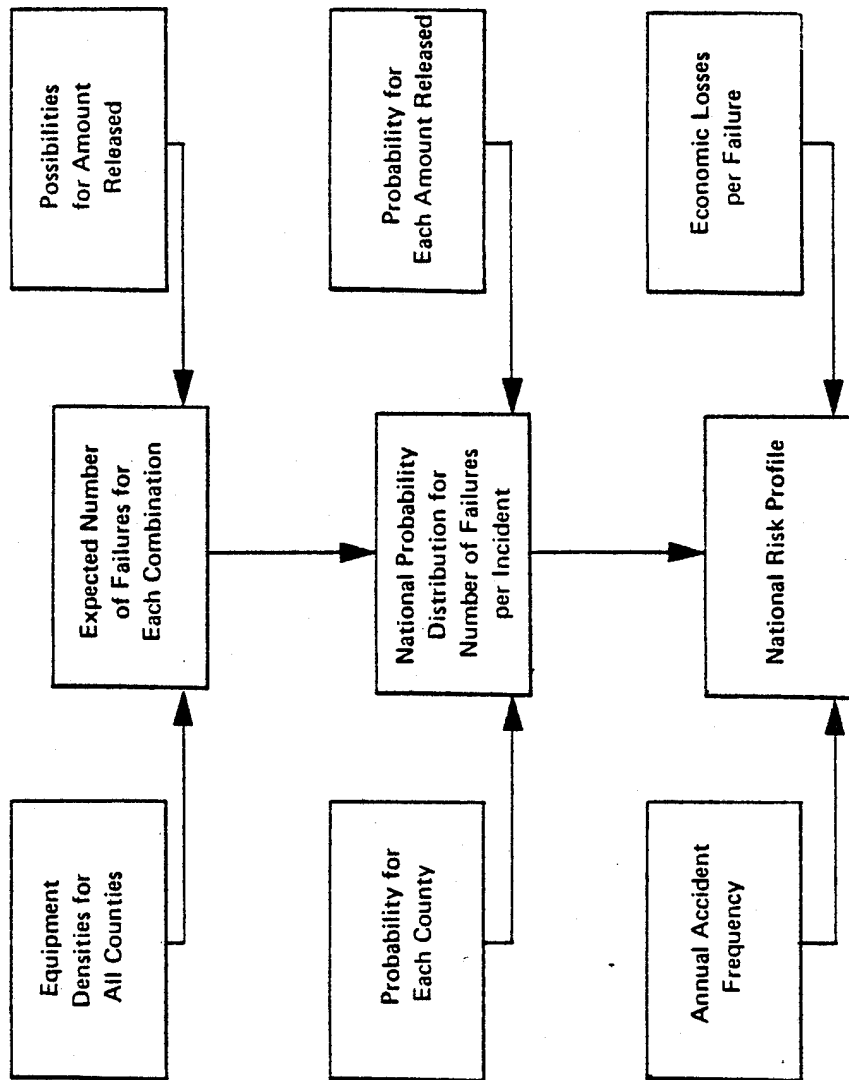 Equipment
Densities for
All Counties
Expected Number
of Failures for
Each Combination
Possibilities
for Amount
Released
Probability for
Each County
National Probability
Distribution for
Number of Failures
per Incident
Probability for
Each Amount Released
Annual Accident
Frequency
National Risk Profile
Economic Losses
per Failure